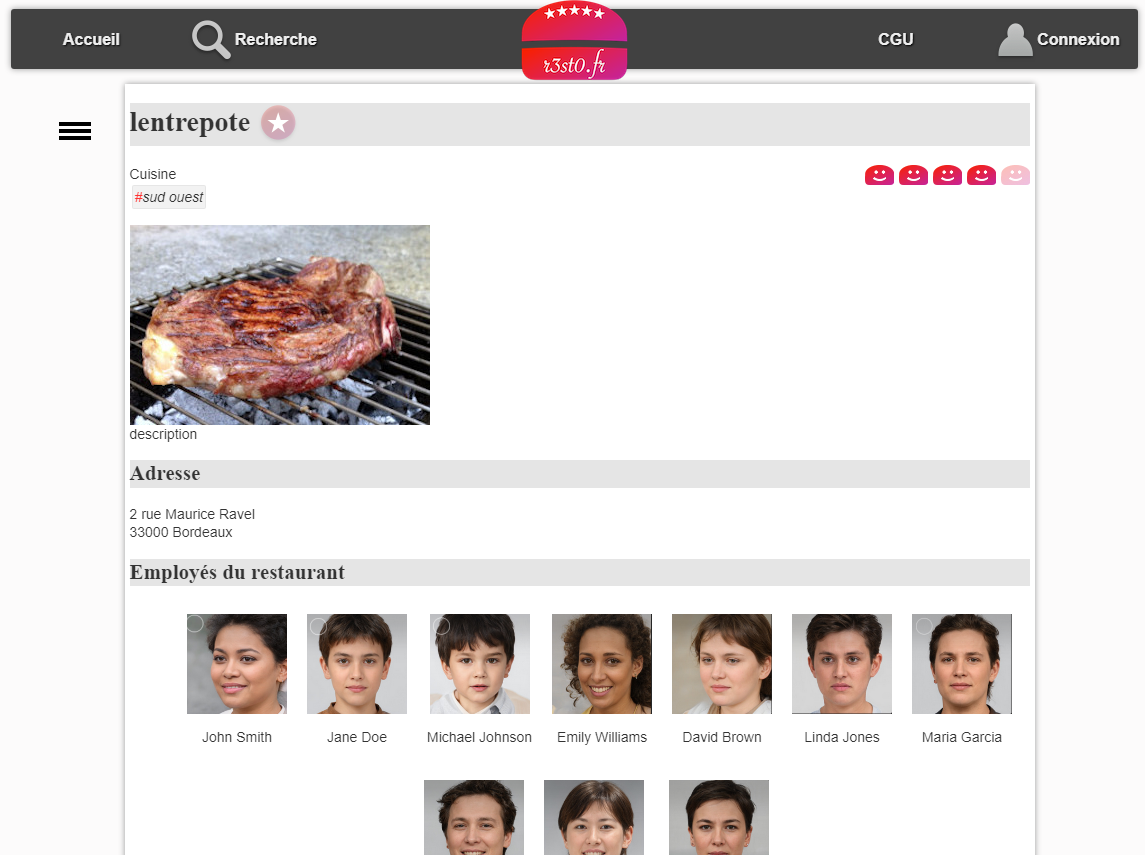 Accueil
Recherche
r3st0.fr
CGU
Connexion
lentrepote
Cuisine
#sud ouest
description
Adresse
2 rue Maurice Ravel
33000 Bordeaux
Employés du restaurant
John Smith
Jane Doe
Michael Johnson
Emily Williams
David Brown
Linda Jones
Maria Garcia